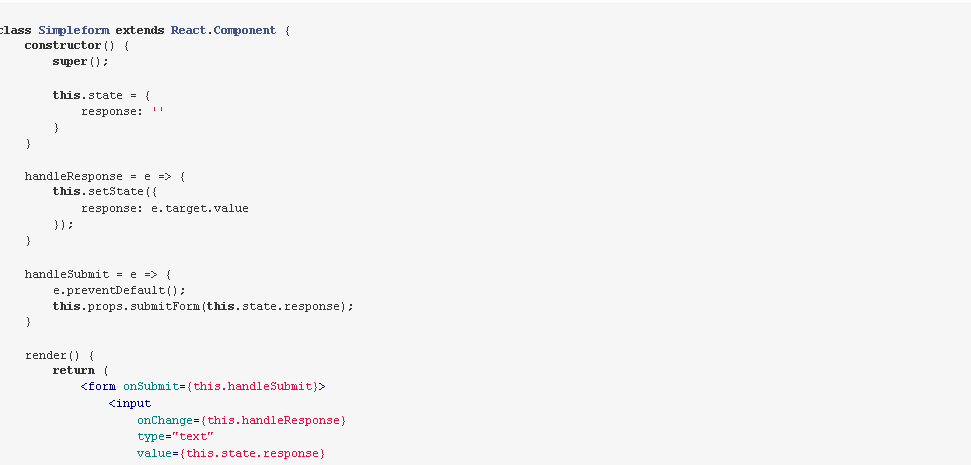 class Simpleform extends React.Component {
constructor() {
super();
this.state = {
response: ''
}
}
handleResponse = e => {
this.setState({
response: e.target.value
});
}
handleSubmit = e => {
e.preventDefault();
this.props.submitForm(this.state.response);
}
render() {
return (
<form onSubmit={this.handleSubmit}>
<input
onChange={this.handleResponse}
type="text"
value={this.state.response}